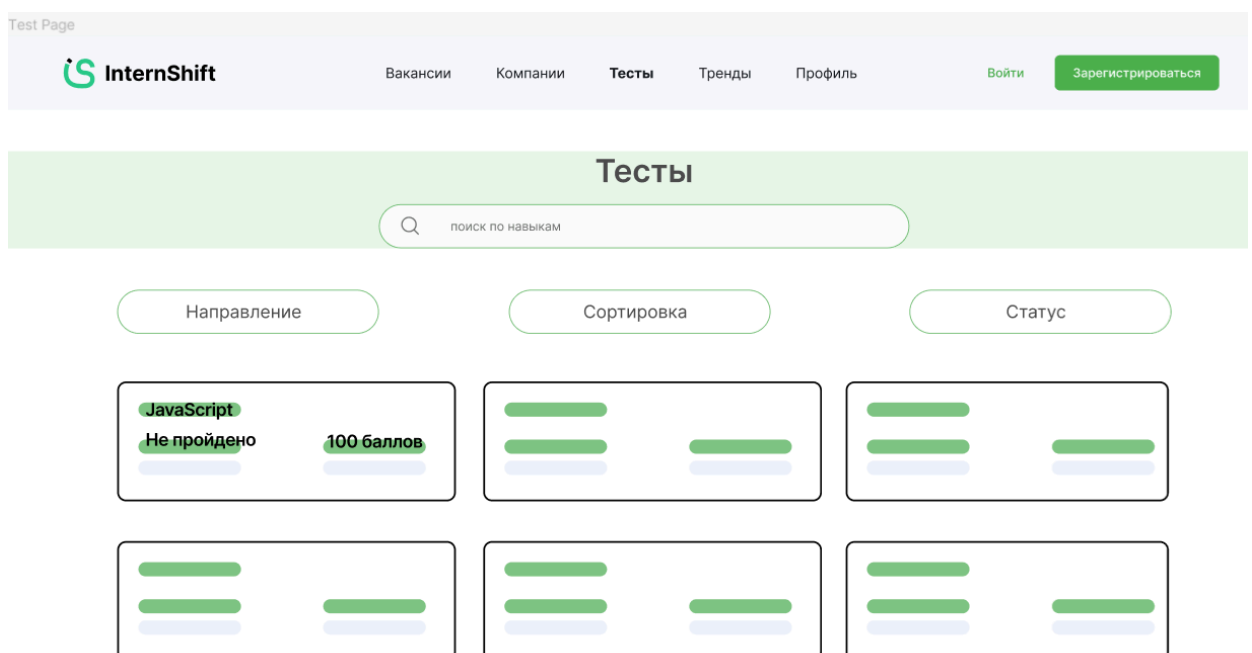 Test Page
InternShift Вакансии Компании Тесты Тренды Профиль Войти Зарегистрироваться
Тесты
поиск по навыкам
Направление Сортировка Статус
JavaScript
Не пройдено 100 баллов